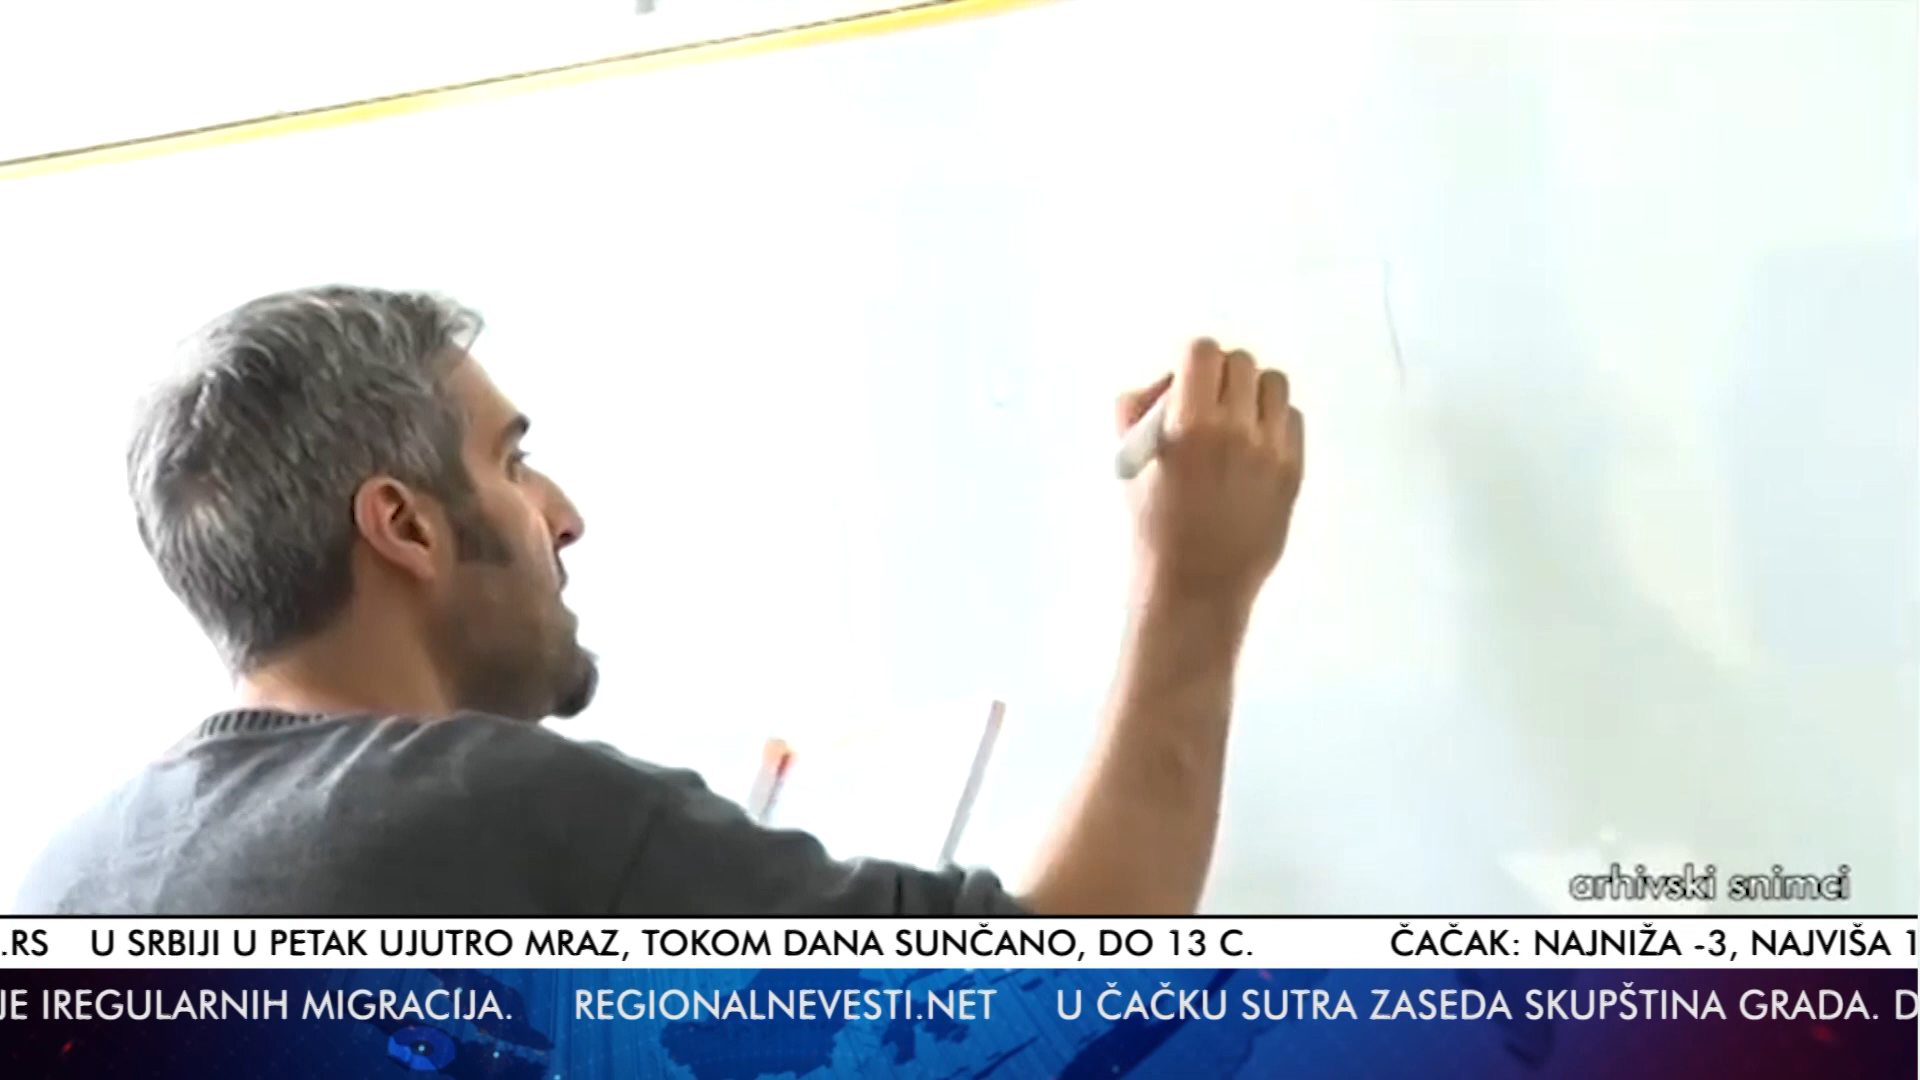 arhivski snimci
.RS U SRBIJI U PETAK UJUTRO MRAZ, TOKOM DANA SUNČANO, DO 13 C. ČAČAK: NAJNIŽA -3, NAJVIŠA 1
JE IREGULARNIH MIGRACIJA. REGIONALNEVESTI.NET U ČAČKU SUTRA ZASEDA SKUPŠTINA GRADA. D